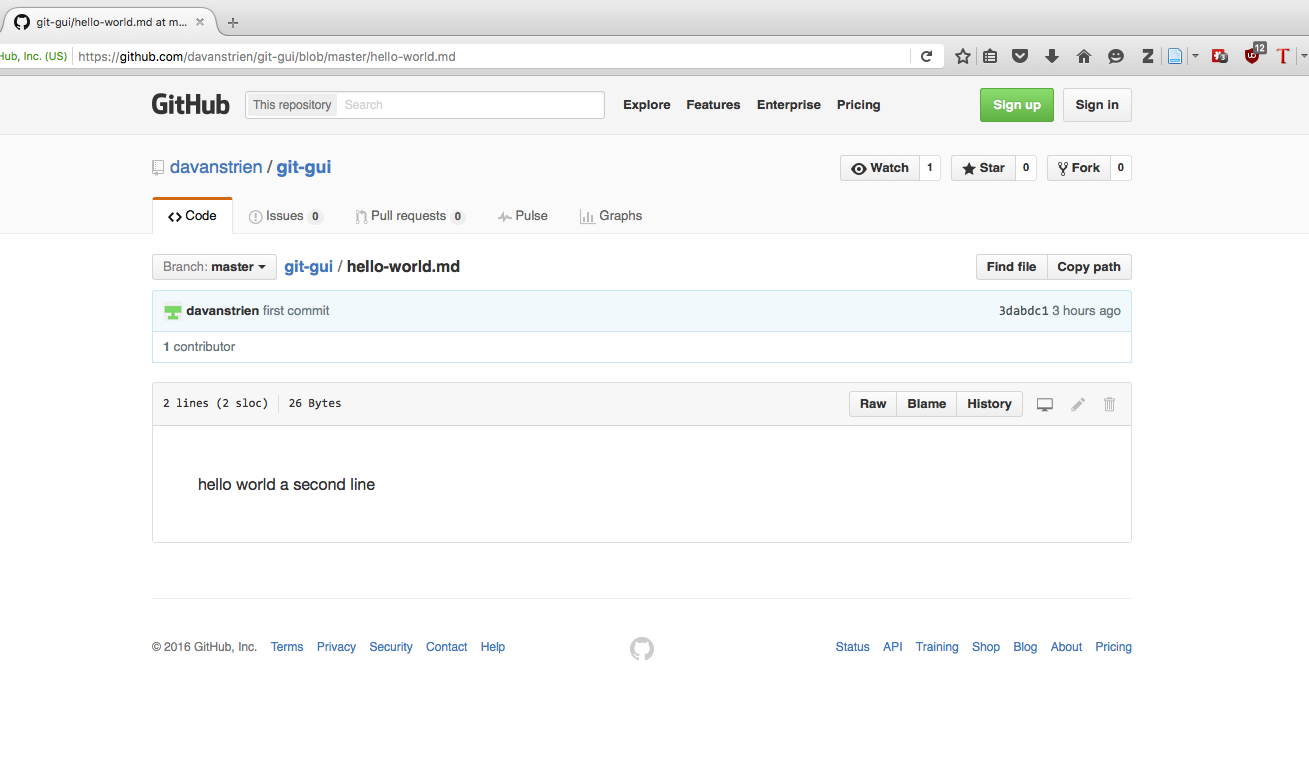 git-gui/hello-world.md at m...
Hub, Inc. (US) https://github.com/davanstrien/git-gui/blob/master/hello-world.md
12
3
GitHub This repository Search Explore Features Enterprise Pricing Sign up Sign in
davanstrien / git-gui Watch 1 Star 0 Fork 0
Code Issues 0 Pull requests 0 Pulse Graphs
Branch: master git-gui / hello-world.md Find file Copy path
davanstrien first commit 3dabdc1 3 hours ago
1 contributor
2 lines (2 sloc) 26 Bytes Raw Blame History
hello world a second line
© 2016 GitHub, Inc. Terms Privacy Security Contact Help Status API Training Shop Blog About Pricing